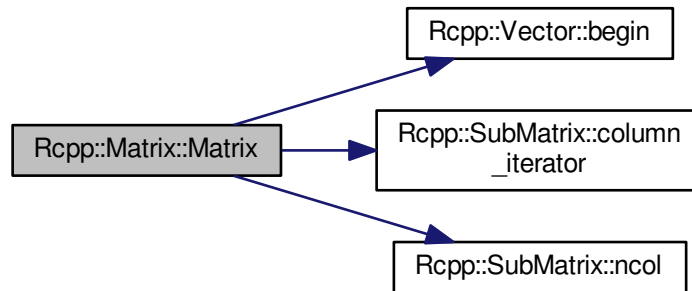 Rcpp::Vector::begin
Rcpp::Matrix::Matrix
Rcpp::SubMatrix::column
_iterator
Rcpp::SubMatrix::ncol